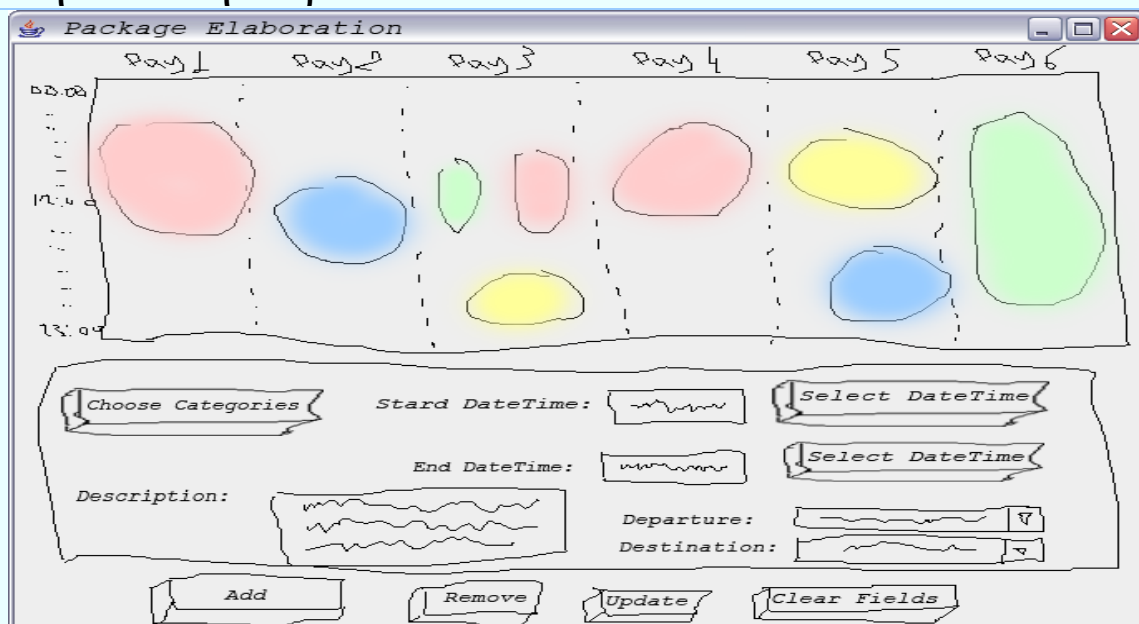 Package Elaboration
Day 1 Day 2 Day 3 Day 4 Day 5 Day 6
Choose Categories Stard DateTime: Select DateTime
End DateTime: Select DateTime
Description:
Departure:
Destination:
Add Remove Update Clear Fields